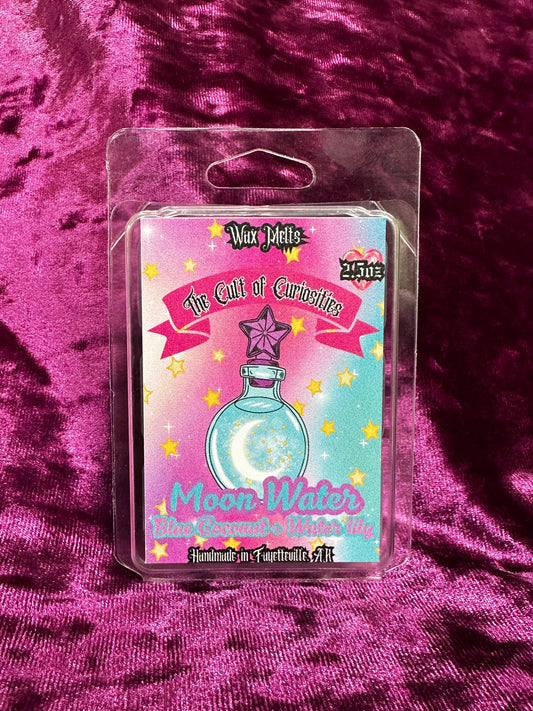 Wax Melts
2.5oz
The Cult of Curiosities
Moon Water
Blue Coconut & Water lily
Handmade in Fayetteville, AR